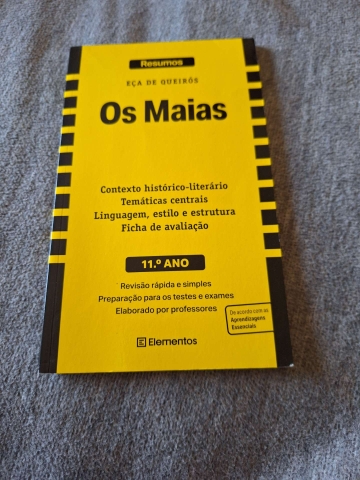 Resumos
EÇA DE QUEIRÓS
Os Maias
Contexto histórico-literário
Temáticas centrais
Linguagem, estilo e estrutura
Ficha de avaliação
11.º ANO
Revisão rápida e simples
Preparação para os testes e exames
Elaborado por professores
De acordo com as
Aprendizagens
Essenciais
E Elementos